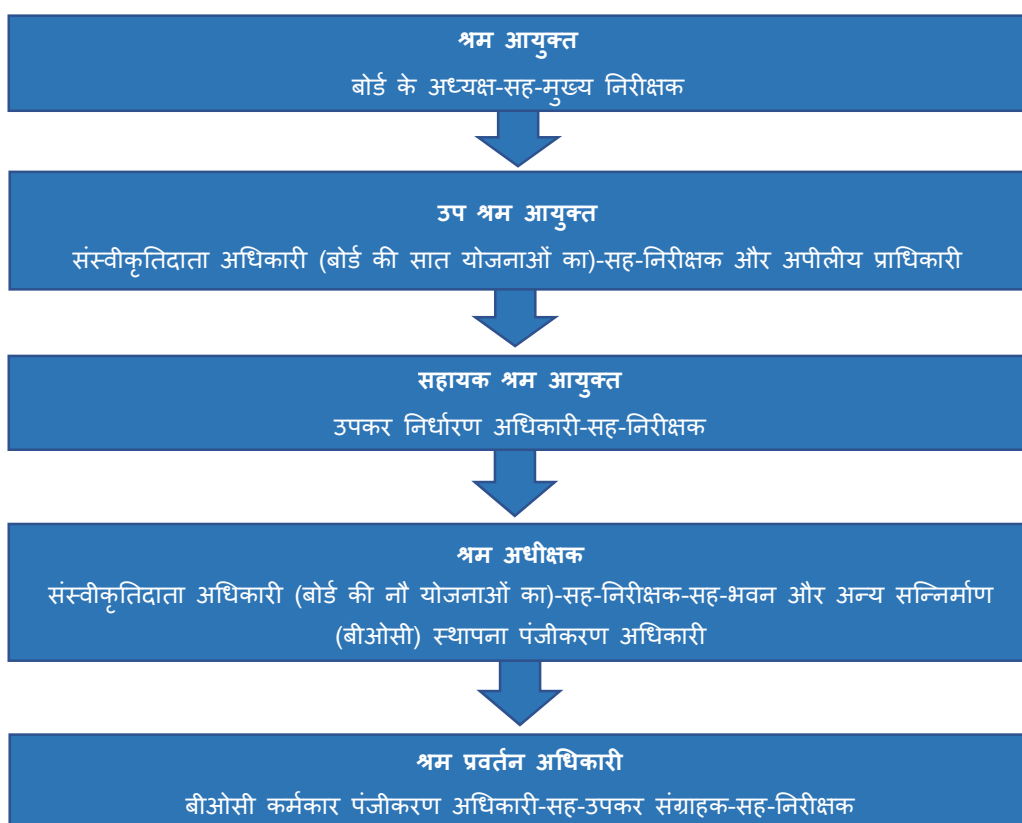 श्रम आयुक्त
बोर्ड के अध्यक्ष-सह-मुख्य निरीक्षक
उप श्रम आयुक्त
संस्वीकृतिदाता अधिकारी (बोर्ड की सात योजनाओं का)-सह-निरीक्षक और अपीलीय प्राधिकारी
सहायक श्रम आयुक्त
उपकर निर्धारण अधिकारी-सह-निरीक्षक
श्रम अधीक्षक
संस्वीकृतिदाता अधिकारी (बोर्ड की नौ योजनाओं का)-सह-निरीक्षक-सह-भवन और अन्य सन्निर्माण
(बीओसी) स्थापना पंजीकरण अधिकारी
श्रम प्रवर्तन अधिकारी
बीओसी कर्मकार पंजीकरण अधिकारी-सह-उपकर संग्राहक-सह-निरीक्षक